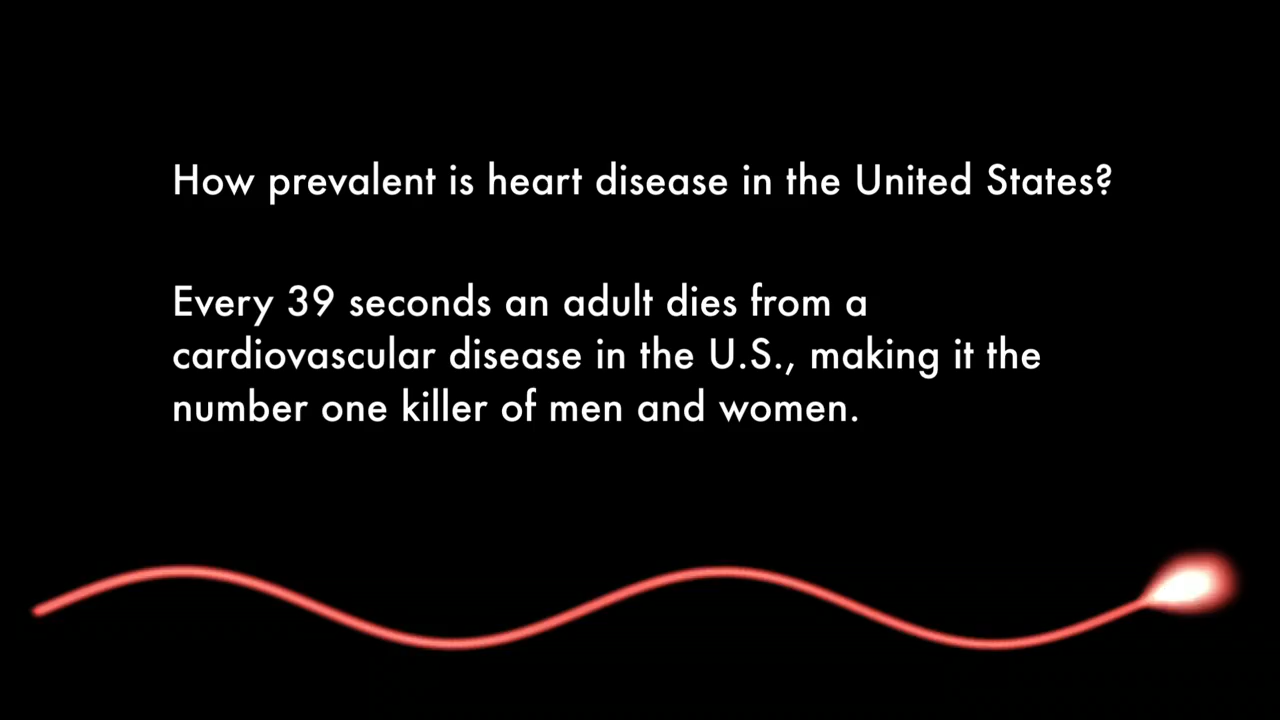 How prevalent is heart disease in the United States?
Every 39 seconds an adult dies from a
cardiovascular disease in the U.S., making it the
number one killer of men and women.